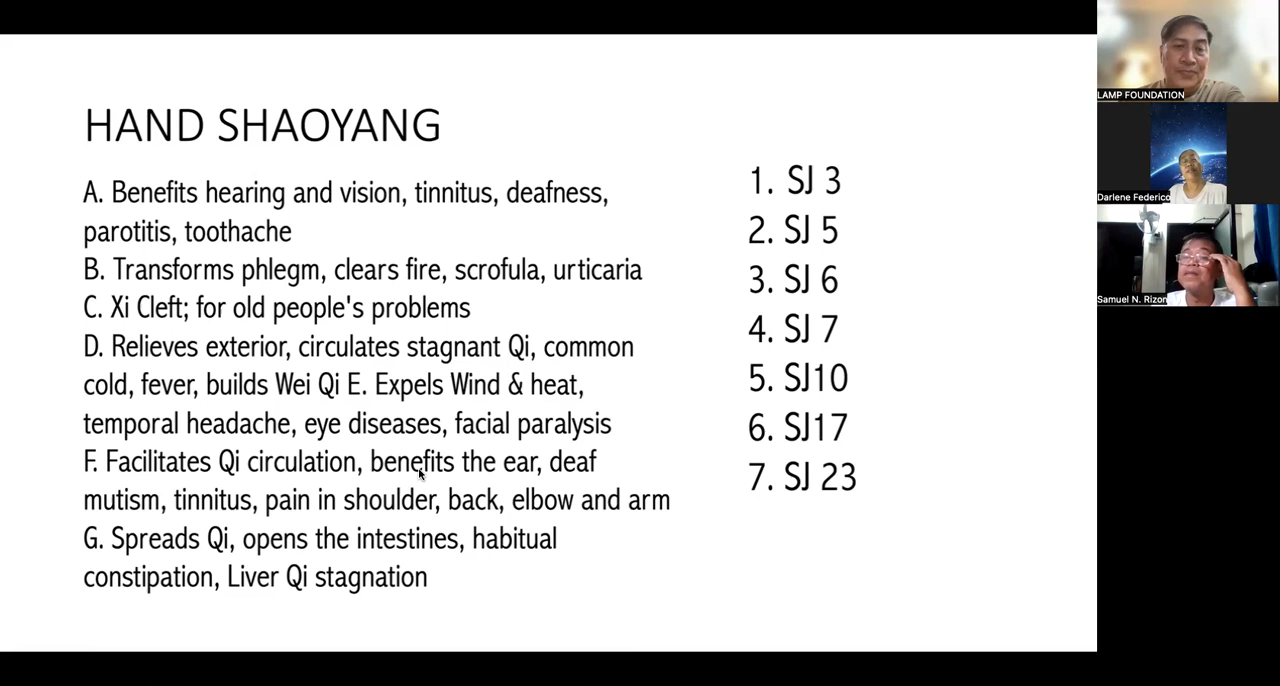 HAND SHAOYANG
A. Benefits hearing and vision, tinnitus, deafness,
parotitis, toothache
B. Transforms phlegm, clears fire, scrofula, urticaria
C. Xi Cleft; for old people's problems
D. Relieves exterior, circulates stagnant Qi, common
cold, fever, builds Wei Qi E. Expels Wind & heat,
temporal headache, eye diseases, facial paralysis
F. Facilitates Qi circulation, benefits the ear, deaf
mutism, tinnitus, pain in shoulder, back, elbow and arm
G. Spreads Qi, opens the intestines, habitual
constipation, Liver Qi stagnation
1. SJ 3
2. SJ 5
3. SJ 6
4. SJ 7
5. SJ10
6. SJ17
7. SJ 23
LAMP FOUNDATION
Darlene Federico
Samuel N. Rizon